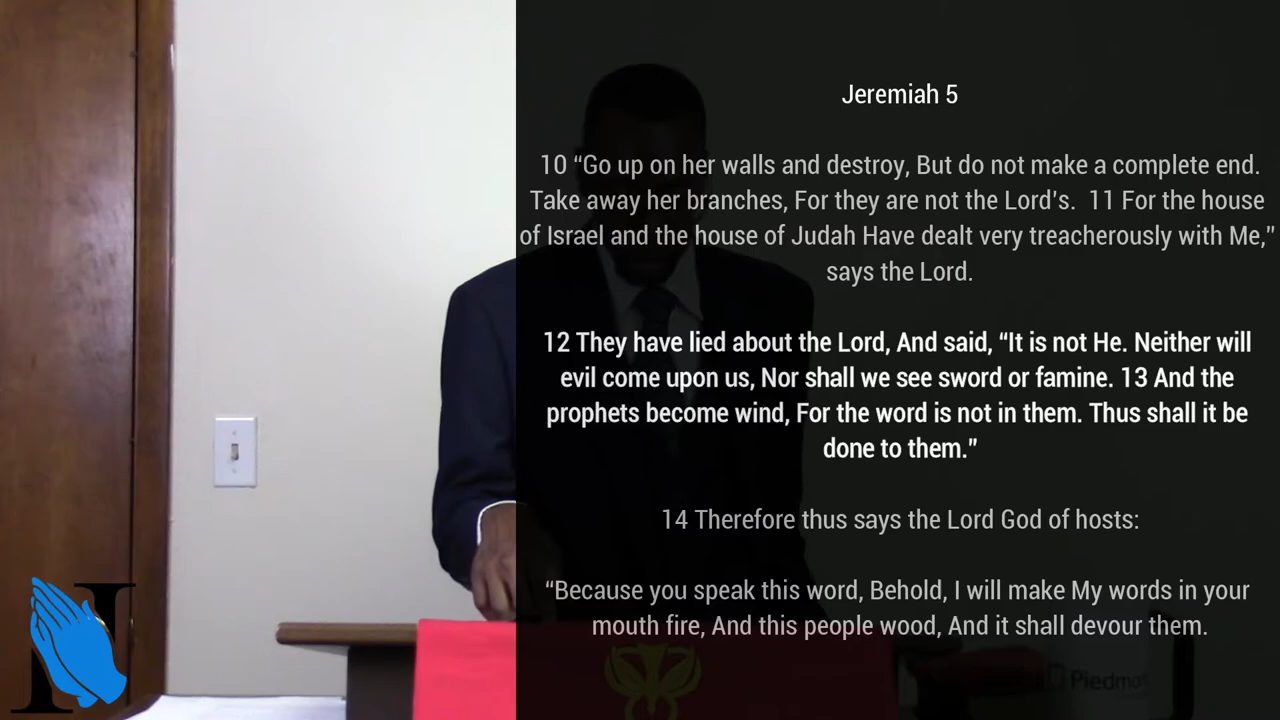 Jeremiah 5
10 “Go up on her walls and destroy, But do not make a complete end.
Take away her branches, For they are not the Lord's.  11 For the house
of Israel and the house of Judah Have dealt very treacherously with Me,”
says the Lord.
12 They have lied about the Lord, And said, “It is not He. Neither will
evil come upon us, Nor shall we see sword or famine. 13 And the
prophets become wind, For the word is not in them. Thus shall it be
done to them.”
14 Therefore thus says the Lord God of hosts:
“Because you speak this word, Behold, I will make My words in your
mouth fire, And this people wood, And it shall devour them.
N